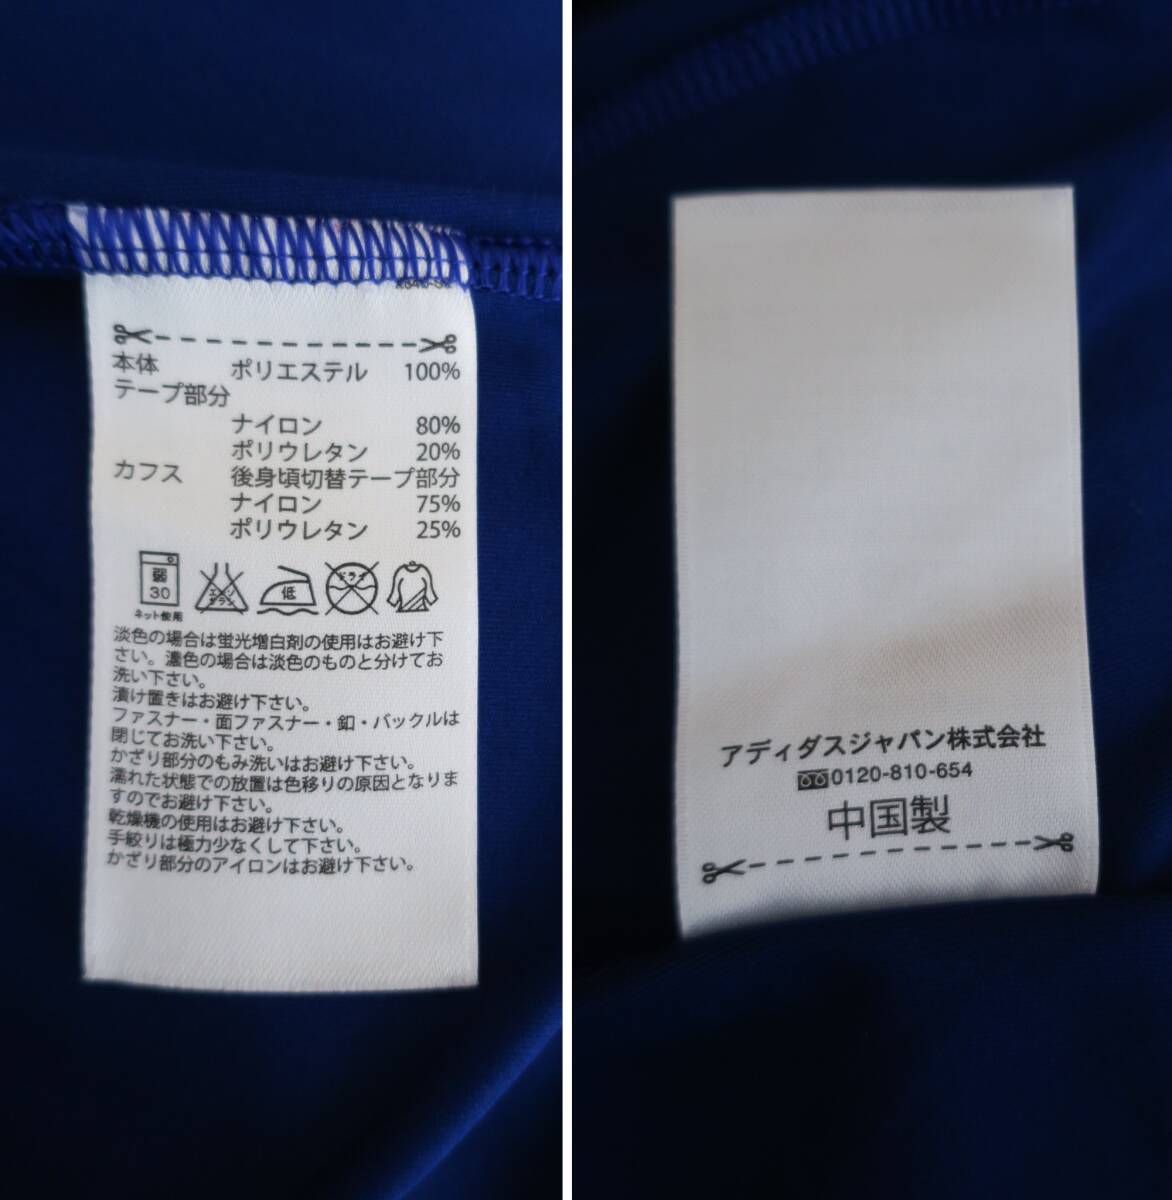 本体 ポリエステル 100%
テープ部分
ナイロン 80%
ポリウレタン 20%
カフス 後身頃切替テープ部分
ナイロン 75%
ポリウレタン 25%
弱
30
ネット使用
エンソ
サラシ
低
ドライ
淡色の場合は蛍光増白剤の使用はお避け下
さい。濃色の場合は淡色のものと分けてお
洗い下さい。
漬け置きはお避け下さい。
ファスナー・面ファスナー・釦・バックルは
閉じてお洗い下さい。
かざり部分のもみ洗いはお避け下さい。
濡れた状態での放置は色移りの原因となりま
すのでお避け下さい。
乾燥機の使用はお避け下さい。
手絞りは極力少なくして下さい。
かざり部分のアイロンはお避け下さい。
アディダスジャパン株式会社
0120-810-654
中国製